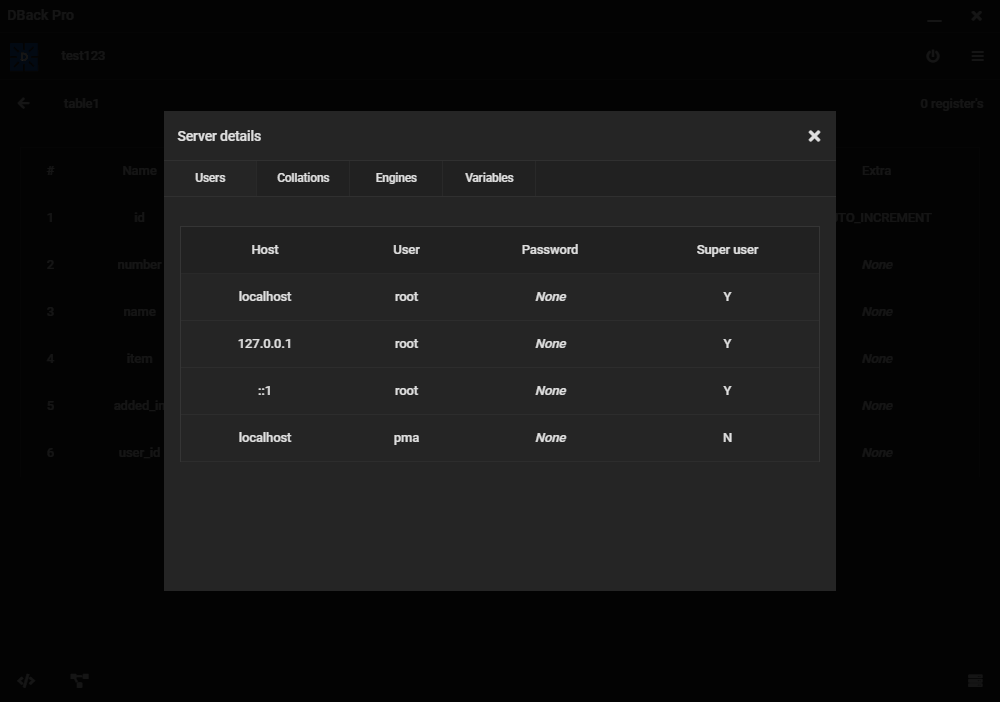 DBack Pro
D
test123
table1
0 register's
Server details
Users Collations Engines Variables
Host User Password Super user
localhost root None Y
127.0.0.1 root None Y
::1 root None Y
localhost pma None N
# Name Extra
1 id UTO_INCREMENT
2 number None
3 name None
4 item None
5 added_in None
6 user_id None